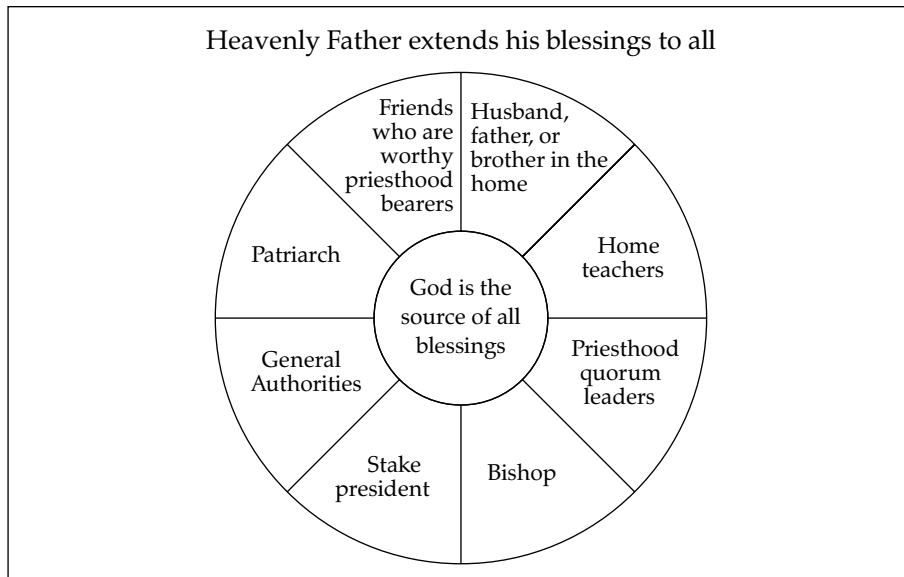 Heavenly Father extends his blessings to all
Friends
who are
worthy
priesthood
bearers
Husband,
father, or
brother in the
home
Home
teachers
Priesthood
quorum
leaders
Bishop
Stake
president
General
Authorities
Patriarch
God is the
source of all
blessings